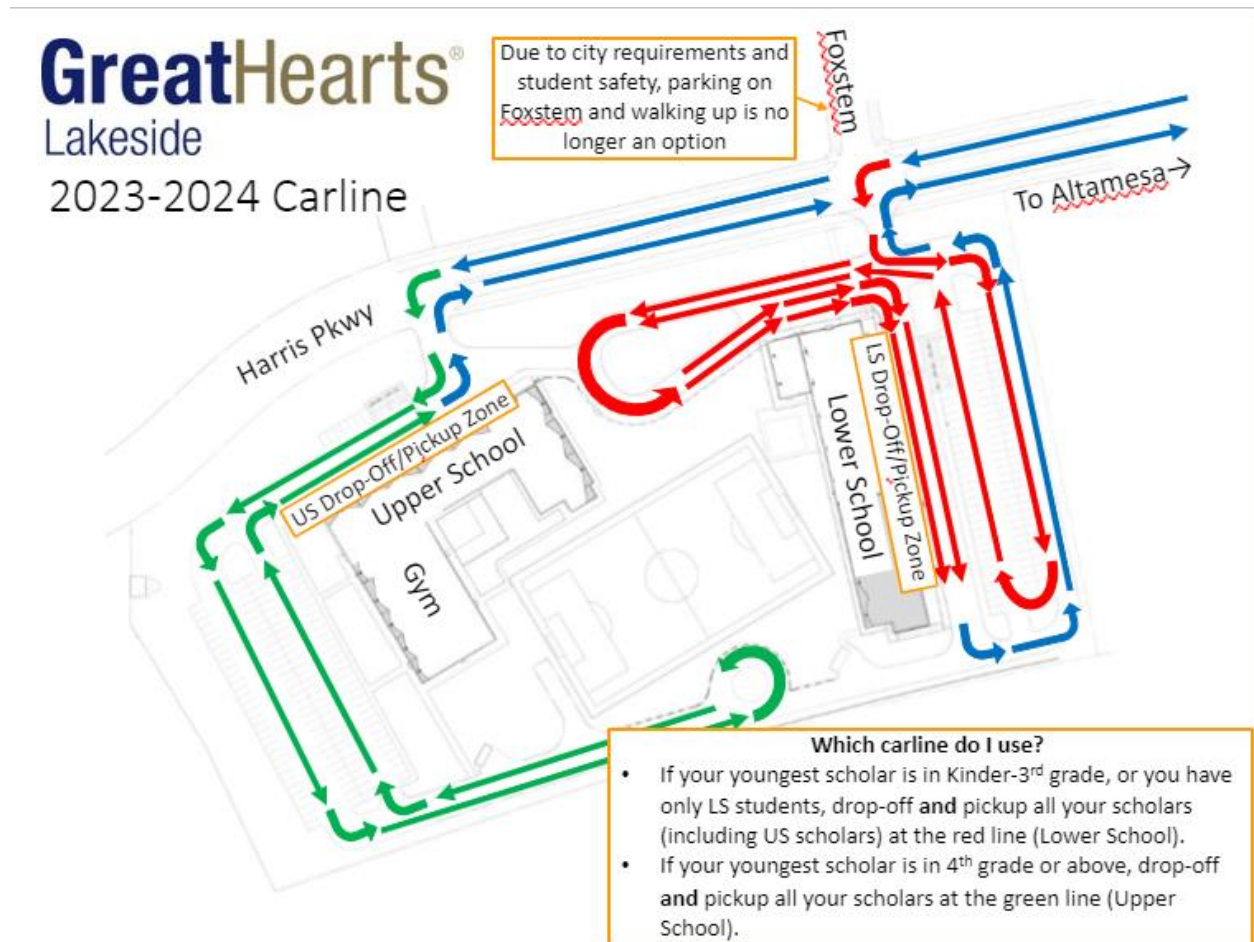 GreatHearts®
Lakeside
2023-2024 Carline
Due to city requirements and
student safety, parking on
Foxstem and walking up is no
longer an option
Foxstem
To Altamesa→
Harris Pkwy
US Drop-Off/Pickup Zone
Upper School
Gym
Lower School
LS Drop-Off/Pickup Zone
Which carline do I use?
• If your youngest scholar is in Kinder-3rd grade, or you have
only LS students, drop-off and pickup all your scholars
(including US scholars) at the red line (Lower School).
• If your youngest scholar is in 4th grade or above, drop-off
and pickup all your scholars at the green line (Upper
School).